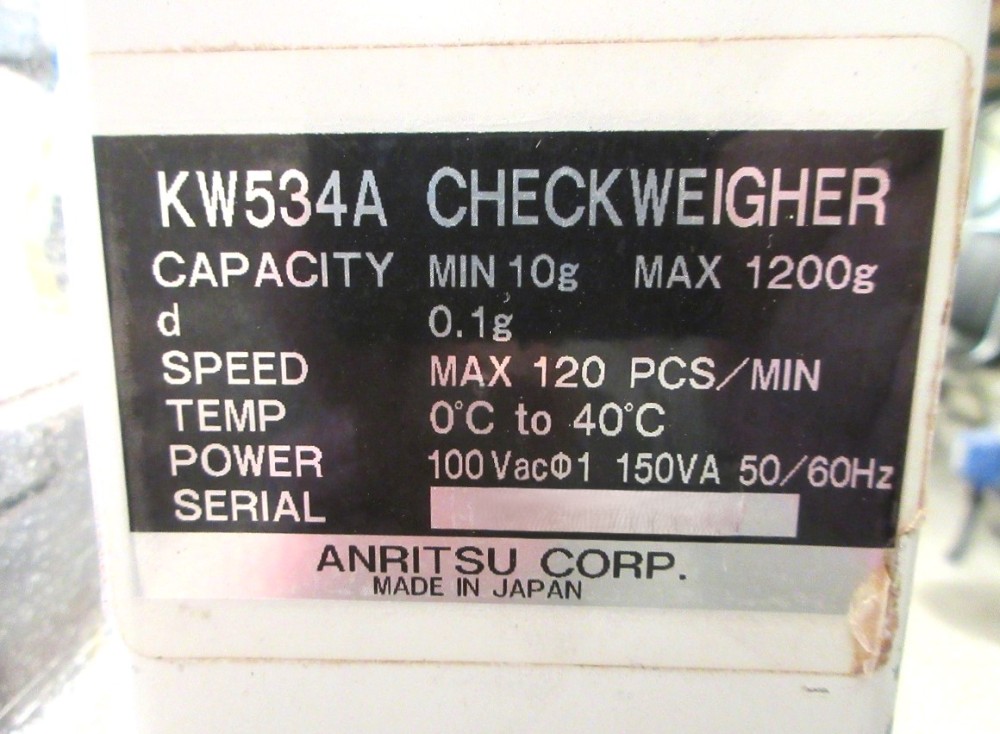 KW534A CHECKWEIGHER
CAPACITY MIN 10g MAX 1200g
d 0.1g
SPEED MAX 120 PCS/MIN
TEMP 0°C to 40°C
POWER 100VacΦ1 150VA 50/60Hz
SERIAL
ANRITSU CORP.
MADE IN JAPAN